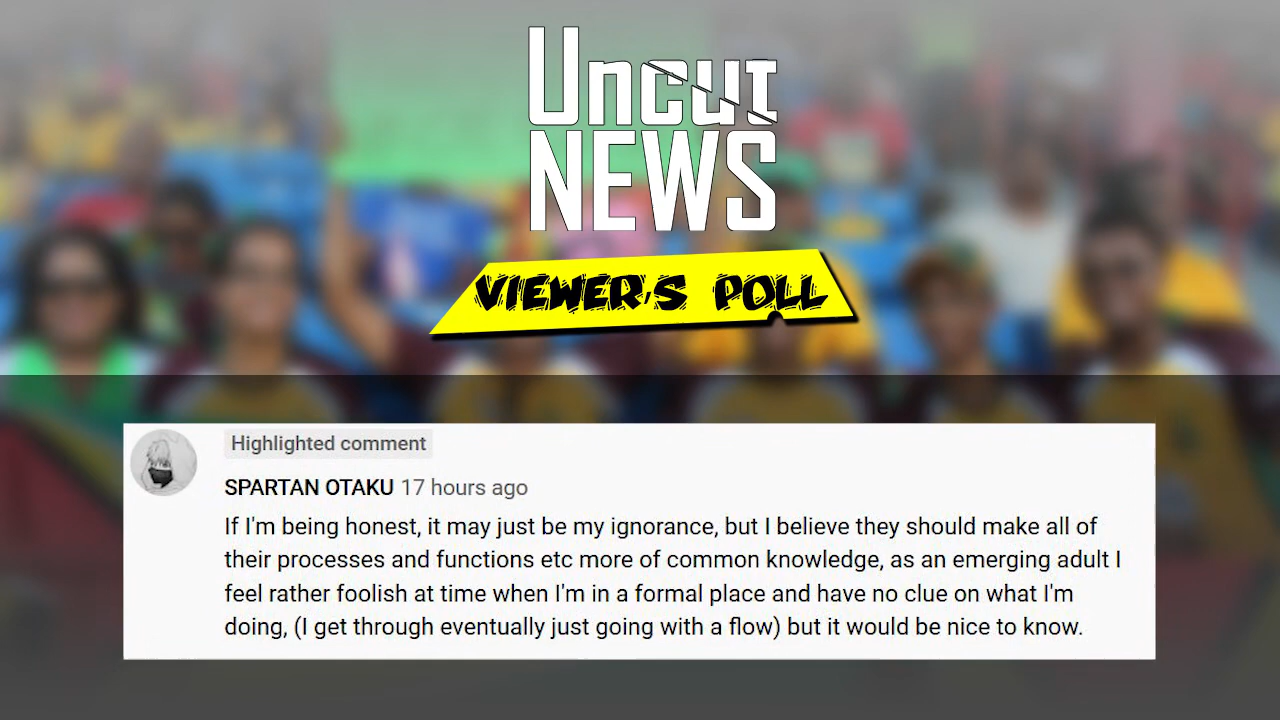 Uncut
NEWS
VIEWER'S POLL
Highlighted comment
SPARTAN OTAKU 17 hours ago
If I'm being honest, it may just be my ignorance, but I believe they should make all of
their processes and functions etc more of common knowledge, as an emerging adult I
feel rather foolish at time when I'm in a formal place and have no clue on what I'm
doing, (I get through eventually just going with a flow) but it would be nice to know.